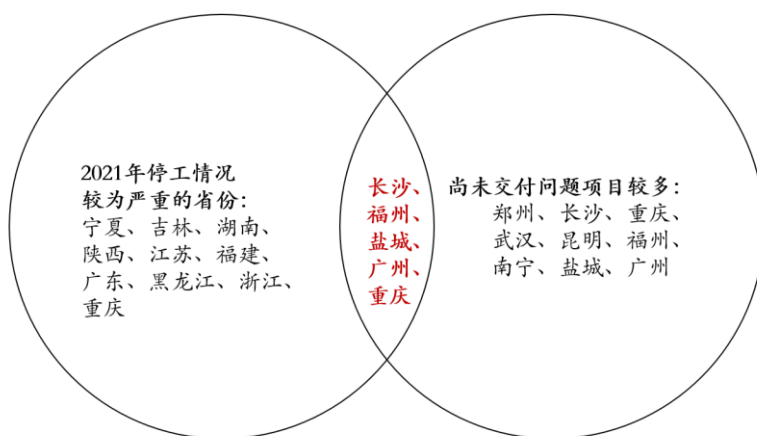 2021年停工情况
较为严重的省份：
宁夏、吉林、湖南、
陕西、江苏、福建、
广东、黑龙江、浙江、
重庆
长沙、
福州、
盐城、
广州、
重庆
尚未交付问题项目较多：
郑州、长沙、重庆、
武汉、昆明、福州、
南宁、盐城、广州